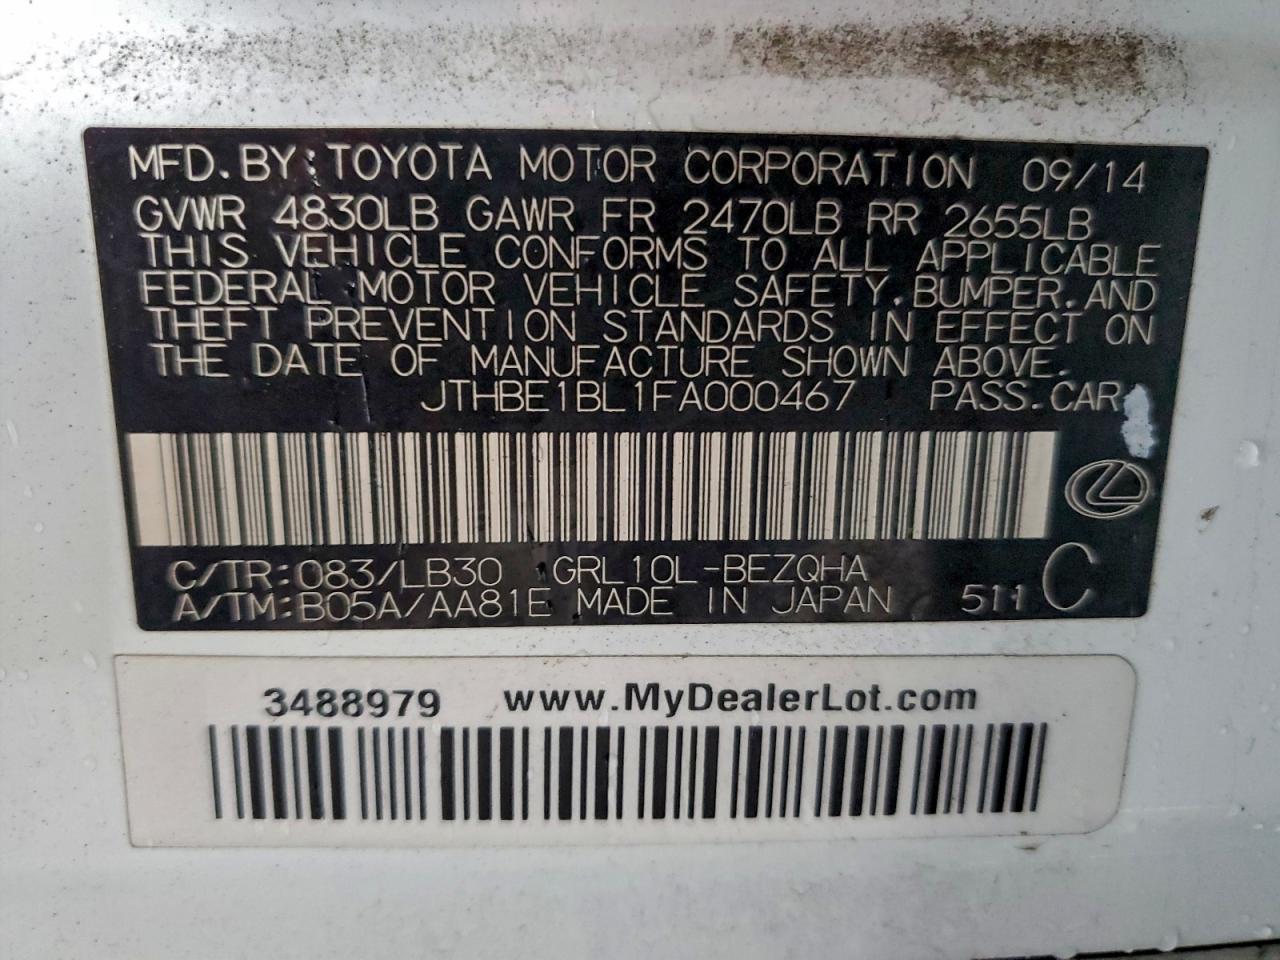 MFD.BY TOYOTA MOTOR CORPORATION 09/14
GVWR 4830LB GAWR FR 2470LB RR 2655LB
THIS VEHICLE CONFORMS TO ALL APPLICABLE
FEDERAL MOTOR VEHICLE SAFETY.BUMPER.AND
THEFT PREVENTION STANDARDS IN EFFECT ON
THE DATE OF MANUFACTURE SHOWN ABOVE.
JTHBE1BL1FA000467 PASS.CAR
C/TR:083/LB30 GRL10L-BEZQHA
A/TM:B05A/AA81E MADE IN JAPAN 511 C
3488979 www.MyDealerLot.com